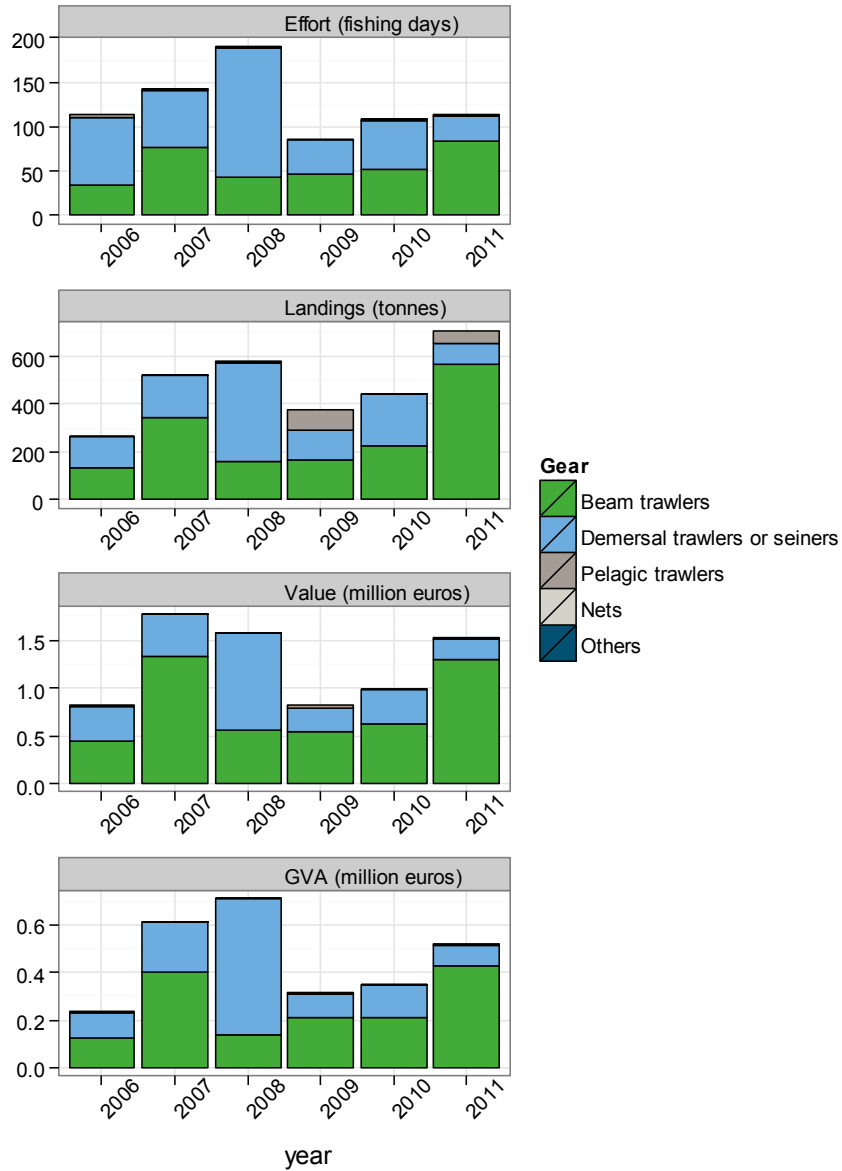 Effort (fishing days)
200
150
100
50
0
2006 2007 2008 2009 2010 2011
Landings (tonnes)
600
400
200
0
2006 2007 2008 2009 2010 2011
Gear
Beam trawlers
Demersal trawlers or seiners
Pelagic trawlers
Nets
Others
Value (million euros)
1.5
1.0
0.5
0.0
2006 2007 2008 2009 2010 2011
GVA (million euros)
0.6
0.4
0.2
0.0
2006 2007 2008 2009 2010 2011
year